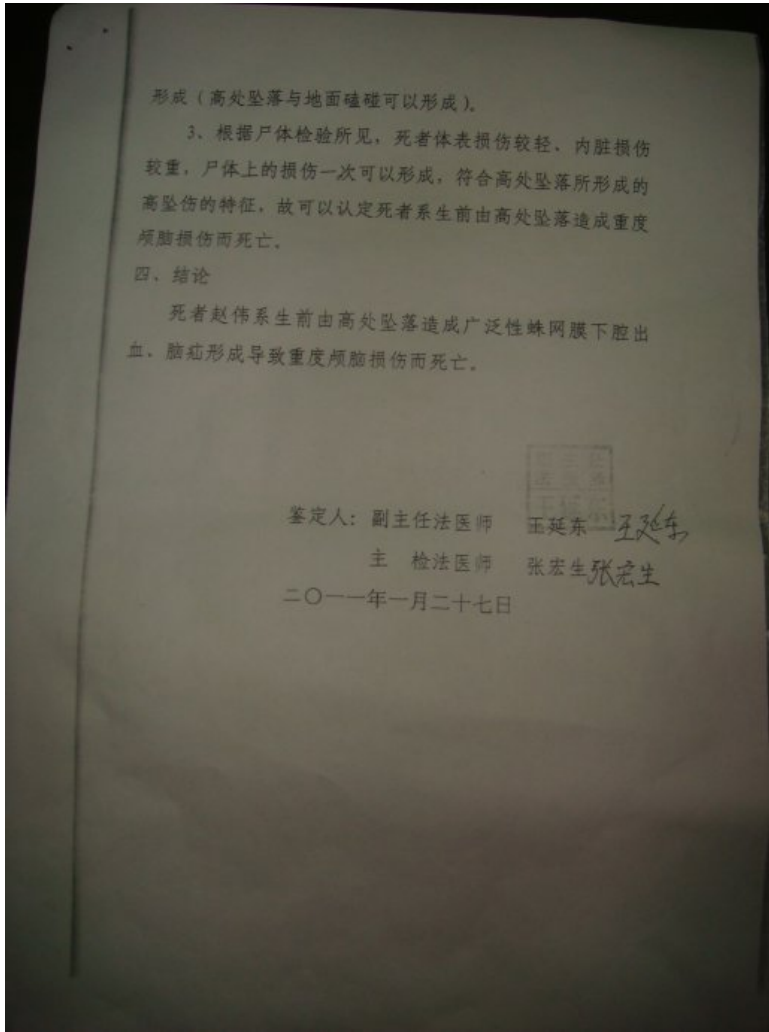 形成（高处坠落与地面磕碰可以形成）。
3、根据尸体检验所见，死者体表损伤较轻、内脏损伤
较重，尸体上的损伤一次可以形成，符合高处坠落所形成的
高坠伤的特征，故可以认定死者系生前由高处坠落造成重度
颅脑损伤而死亡。
四、结论
死者赵伟系生前由高处坠落造成广泛性蛛网膜下腔出
血、脑疝形成导致重度颅脑损伤而死亡。
鉴定人：副主任法医师 王延东 王延东
主 检法医师 张宏生 张宏生
二〇一一年一月二十七日